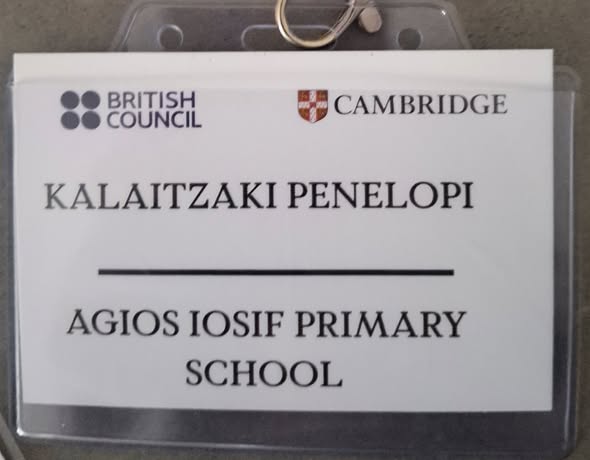 BRITISH
COUNCIL
CAMBRIDGE
KALAITZAKI PENELOPI
AGIOS IOSIF PRIMARY
SCHOOL